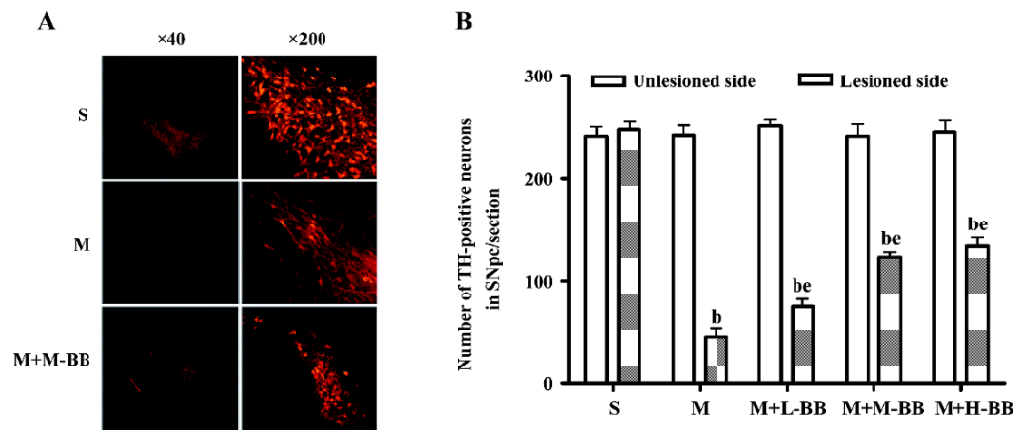 A
×40 ×200
S
M
M+M-BB
B
Number of TH-positive neurons
in SNpc/section
300
200
100
0
Unlesioned side Lesioned side
b
be
be
be
S M M+L-BB M+M-BB M+H-BB